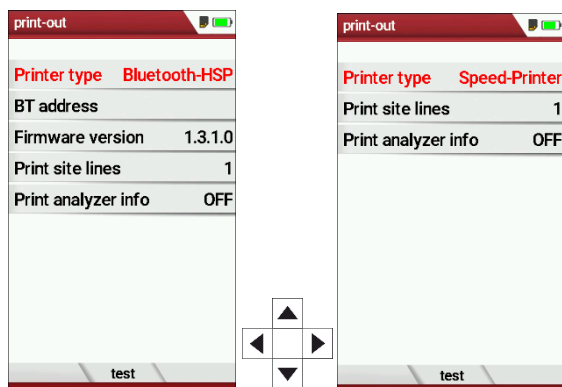 print-out
Printer type Bluetooth-HSP
BT address
Firmware version 1.3.1.0
Print site lines 1
Print analyzer info OFF
test
print-out
Printer type Speed-Printer
Print site lines 1
Print analyzer info OFF
test